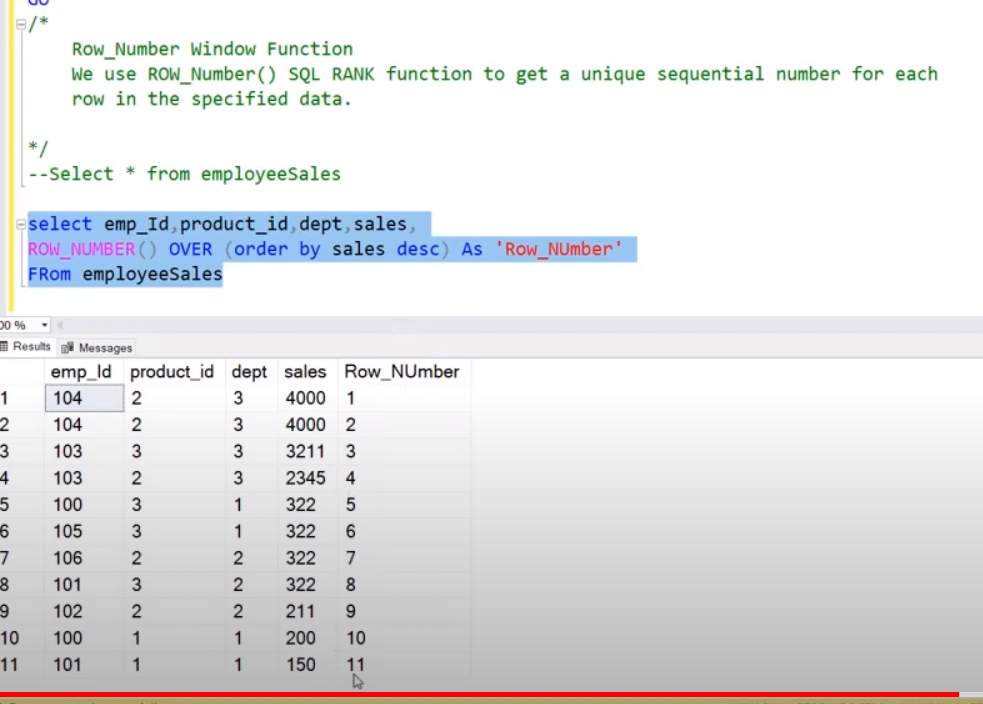 GO
/*
Row_Number Window Function
We use ROW_Number() SQL RANK function to get a unique sequential number for each
row in the specified data.
*/
--Select * from employeeSales
select emp_Id,product_id,dept,sales,
ROW_NUMBER() OVER (order by sales desc) As 'Row_NUmber'
FRom employeeSales
00 %
Results Messages
emp_Id product_id dept sales Row_NUmber
1 104 2 3 4000 1
2 104 2 3 4000 2
3 103 3 3 3211 3
4 103 2 3 2345 4
5 100 3 1 322 5
6 105 3 1 322 6
7 106 2 2 322 7
8 101 3 2 322 8
9 102 2 2 211 9
10 100 1 1 200 10
11 101 1 1 150 11